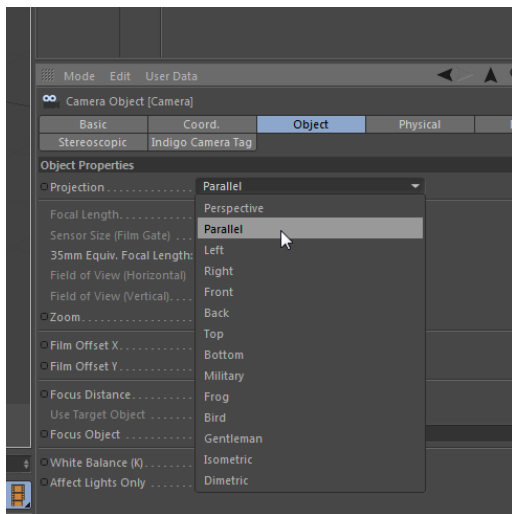 Mode Edit User Data
Camera Object [Camera]
Basic Coord. Object Physical
Stereoscopic Indigo Camera Tag
Object Properties
Projection . . . . . . . . . . . . . Parallel
Perspective
Parallel
Left
Right
Front
Back
Top
Bottom
Military
Frog
Bird
Gentleman
Isometric
Dimetric
Focal Length. . . . . . . . . . .
Sensor Size (Film Gate) . . .
35mm Equiv. Focal Length:
Field of View (Horizontal)
Field of View (Vertical). . . .
Zoom. . . . . . . . . . . . . . . . .
Film Offset X. . . . . . . . . . .
Film Offset Y. . . . . . . . . . .
Focus Distance. . . . . . . . .
Use Target Object . . . . . . .
Focus Object . . . . . . . . . .
White Balance (K). . . . . . .
Affect Lights Only . . . . . .